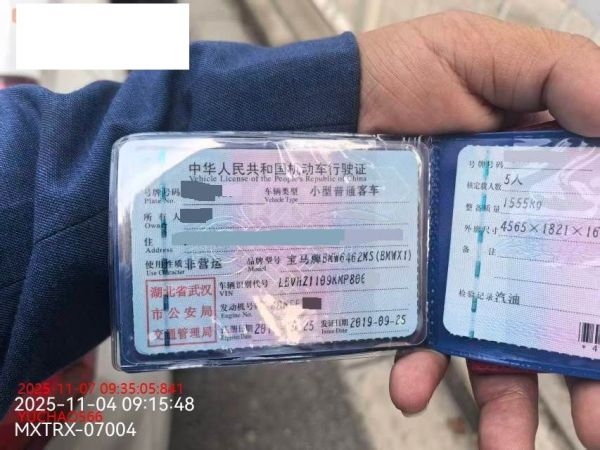 中华人民共和国机动车行驶证
Vehicle License of the People's Republic of China
号牌号码
Plate No.
车辆类型 小型普通客车
Vehicle Type
所有人
住
Address
使用性质 非营运
Use Character
品牌型号 宝马牌BMW6462MS(BMWX1)
Model
湖北省武汉
市公安局
交通管理局
车辆识别代号
VIN
发动机号码
Engine No.
注册日期
Register Date
发证日期 2019-09-25
Issue Date
号牌号码
核定载人数 5人
整备质量 1555KG
外廓尺寸 4565×1821×16
备注
检验记录 汽油
2025-11-07 09:35:05:841
2025-11-04 09:15:48
MXTRX-07004